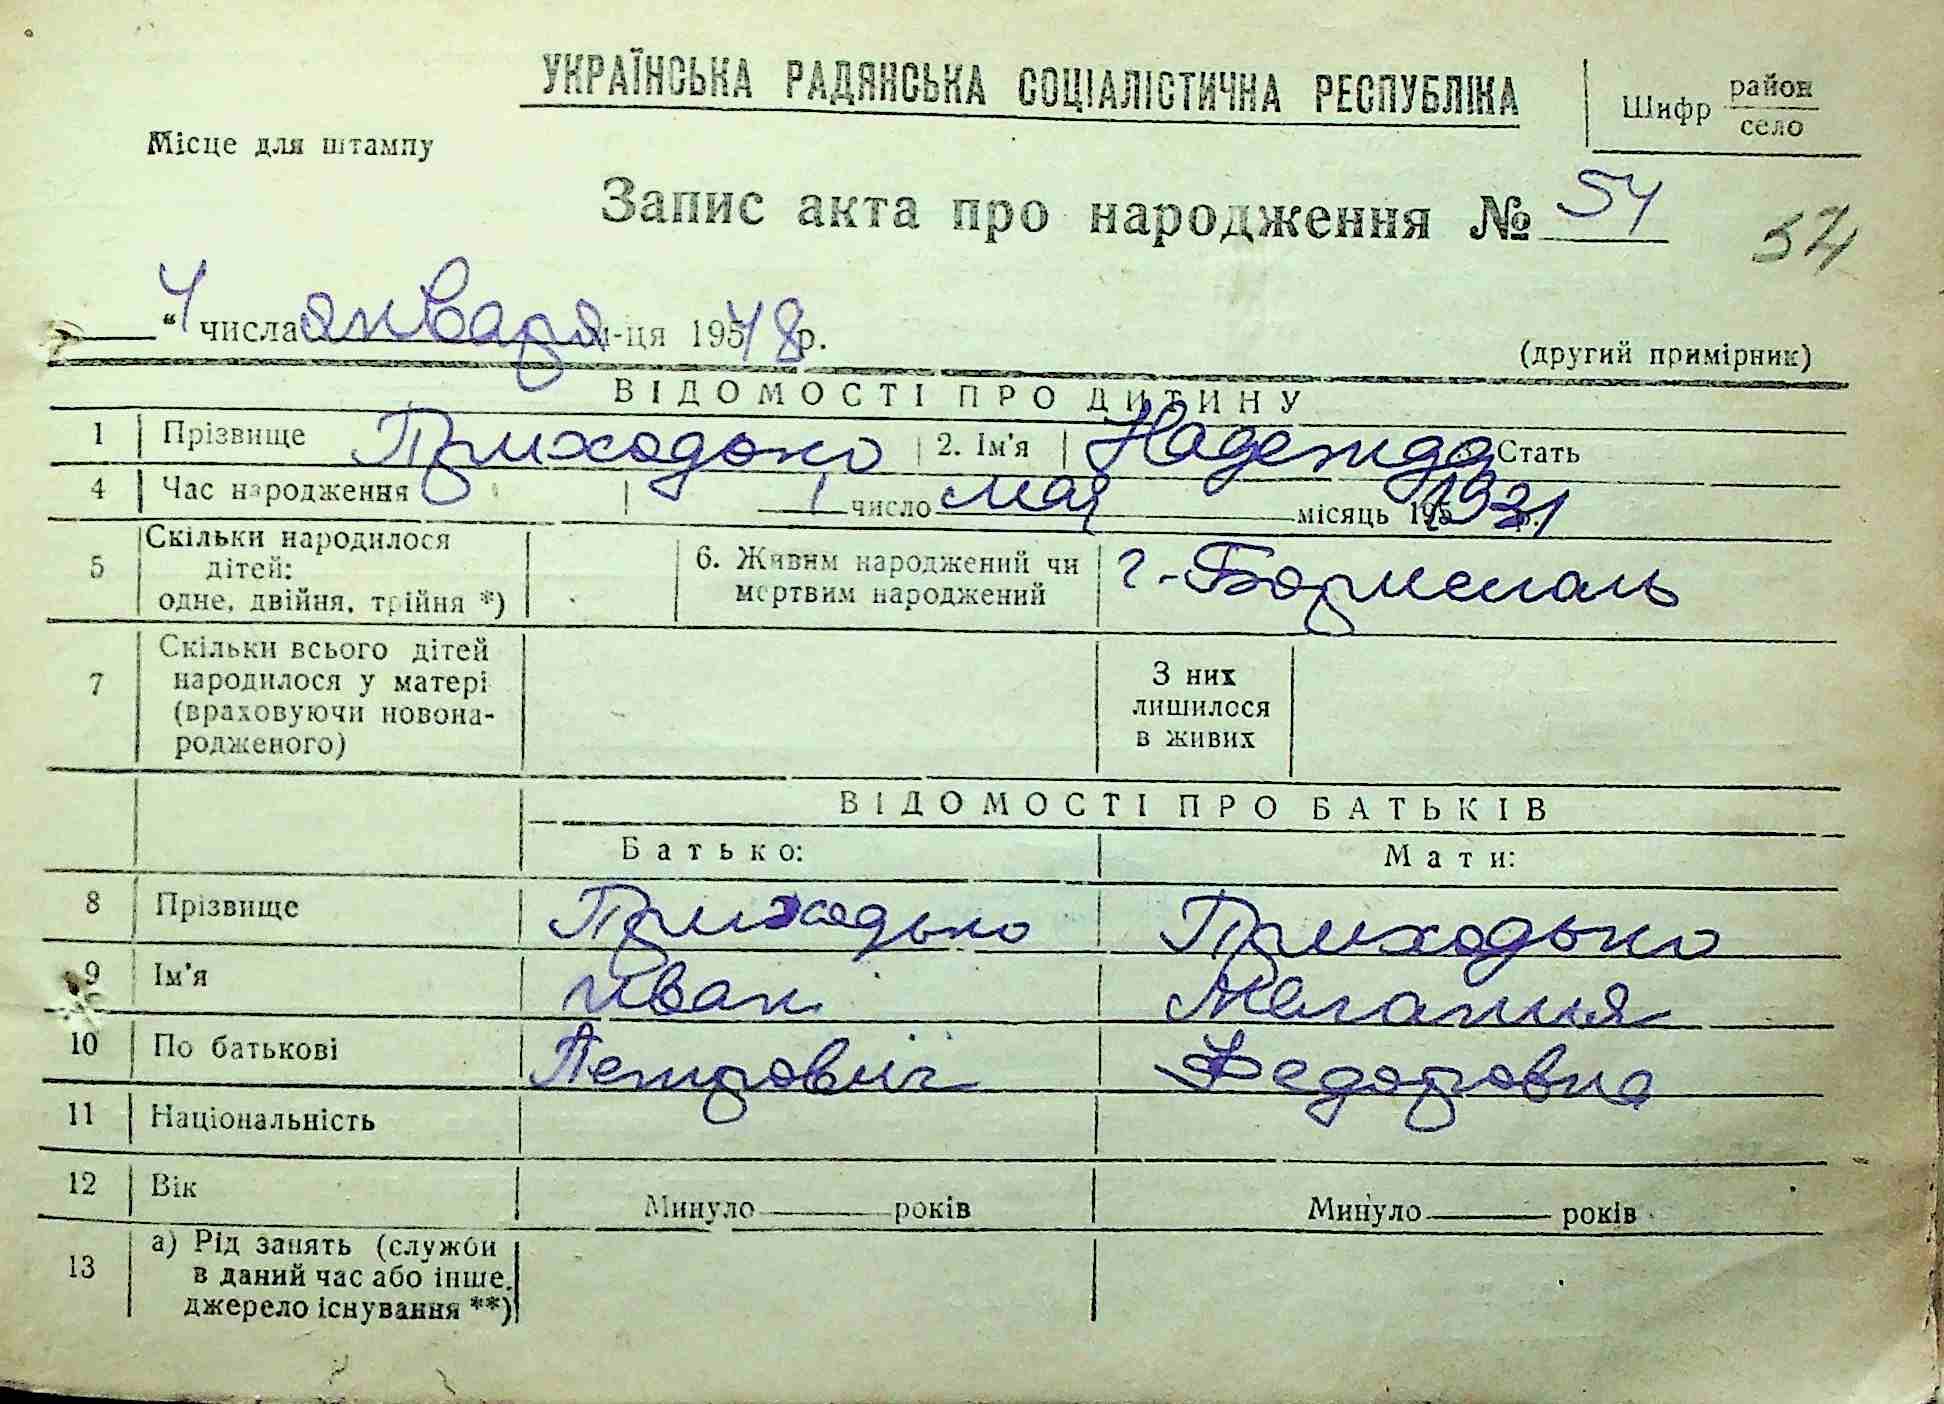 УКРАЇНСЬКА РАДЯНСЬКА СОЦІАЛІСТИЧНА РЕСПУБЛІКА
Шифр район
село
Місце для штампу
Запис акта про народження № 54
54
“ 4 числа января м-ця 195 48 р.
(другий примірник)
ВІДОМОСТІ ПРО ДИТИНУ
1 Прізвище Приходько 2. Ім'я Надежда Стать
4 Час народження 1 число мая місяць 195 1931 р.
5 Скільки народилося дітей: одне, двійня, трійня *)
6. Живим народжений чи мертвим народжений г. Борисполь
7 Скільки всього дітей народилося у матері (враховуючи новонародженого)
З них лишилося в живих
ВІДОМОСТІ ПРО БАТЬКІВ
Батько: Мати:
8 Прізвище Приходько Приходько
9 Ім'я Иван Мелания
10 По батькові Петрович Федоровна
11 Національність
12 Вік Минуло років Минуло років
13 а) Рід занять (служби в даний час або інше джерело існування **)